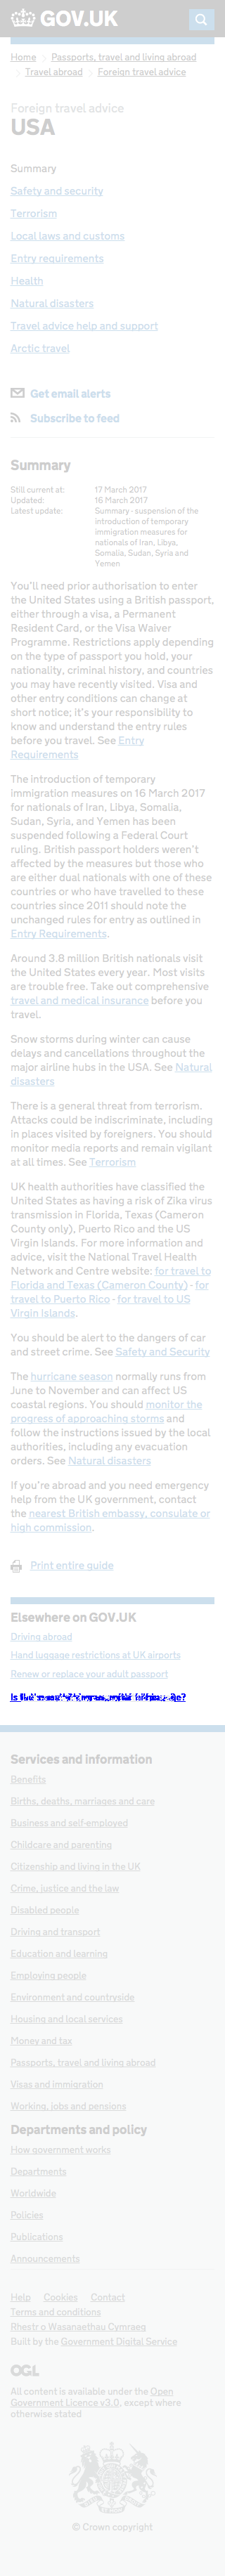 GOV.UK
Home
Passports, travel and living abroad
Travel abroad
Foreign travel advice
Foreign travel advice
USA
Summary
Safety and security
Terrorism
Local laws and customs
Entry requirements
Health
Natural disasters
Travel advice help and support
Arctic travel
Get email alerts
Subscribe to feed
Summary
Still current at: 17 March 2017
Updated: 16 March 2017
Latest update: Summary - suspension of the
introduction of temporary
immigration measures for
nationals of Iran, Libya,
Somalia, Sudan, Syria and
Yemen
You'll need prior authorisation to enter
the United States using a British passport,
either through a visa, a Permanent
Resident Card, or the Visa Waiver
Programme. Restrictions apply depending
on the type of passport you hold, your
nationality, criminal history, and countries
you may have recently visited. Visa and
other entry conditions can change at
short notice; it's your responsibility to
know and understand the entry rules
before you travel. See Entry
Requirements
The introduction of temporary
immigration measures on 16 March 2017
for nationals of Iran, Libya, Somalia,
Sudan, Syria, and Yemen has been
suspended following a Federal Court
ruling. British passport holders weren't
affected by the measures but those who
are either dual nationals with one of these
countries or who have travelled to these
countries since 2011 should note the
unchanged rules for entry as outlined in
Entry Requirements.
Around 3.8 million British nationals visit
the United States every year. Most visits
are trouble free. Take out comprehensive
travel and medical insurance before you
travel.
Snow storms during winter can cause
delays and cancellations throughout the
major airline hubs in the USA. See Natural
disasters
There is a general threat from terrorism.
Attacks could be indiscriminate, including
in places visited by foreigners. You should
monitor media reports and remain vigilant
at all times. See Terrorism
UK health authorities have classified the
United States as having a risk of Zika virus
transmission in Florida, Texas (Cameron
County only), Puerto Rico and the US
Virgin Islands. For more information and
advice, visit the National Travel Health
Network and Centre website: for travel to
Florida and Texas (Cameron County) - for
travel to Puerto Rico - for travel to US
Virgin Islands.
You should be alert to the dangers of car
and street crime. See Safety and Security
The hurricane season normally runs from
June to November and can affect US
coastal regions. You should monitor the
progress of approaching storms and
follow the instructions issued by the local
authorities, including any evacuation
orders. See Natural disasters
If you're abroad and you need emergency
help from the UK government, contact
the nearest British embassy, consulate or
high commission.
Print entire guide
Elsewhere on GOV.UK
Driving abroad
Hand luggage restrictions at UK airports
Renew or replace your adult passport
Services and information
Benefits
Births, deaths, marriages and care
Business and self-employed
Childcare and parenting
Citizenship and living in the UK
Crime, justice and the law
Disabled people
Driving and transport
Education and learning
Employing people
Environment and countryside
Housing and local services
Money and tax
Passports, travel and living abroad
Visas and immigration
Working, jobs and pensions
Departments and policy
How government works
Departments
Worldwide
Policies
Publications
Announcements
Help Cookies Contact
Terms and conditions
Rhestr o Wasanaethau Cymraeg
Built by the Government Digital Service
OGL
All content is available under the Open
Government Licence v3.0, except where
otherwise stated
© Crown copyright